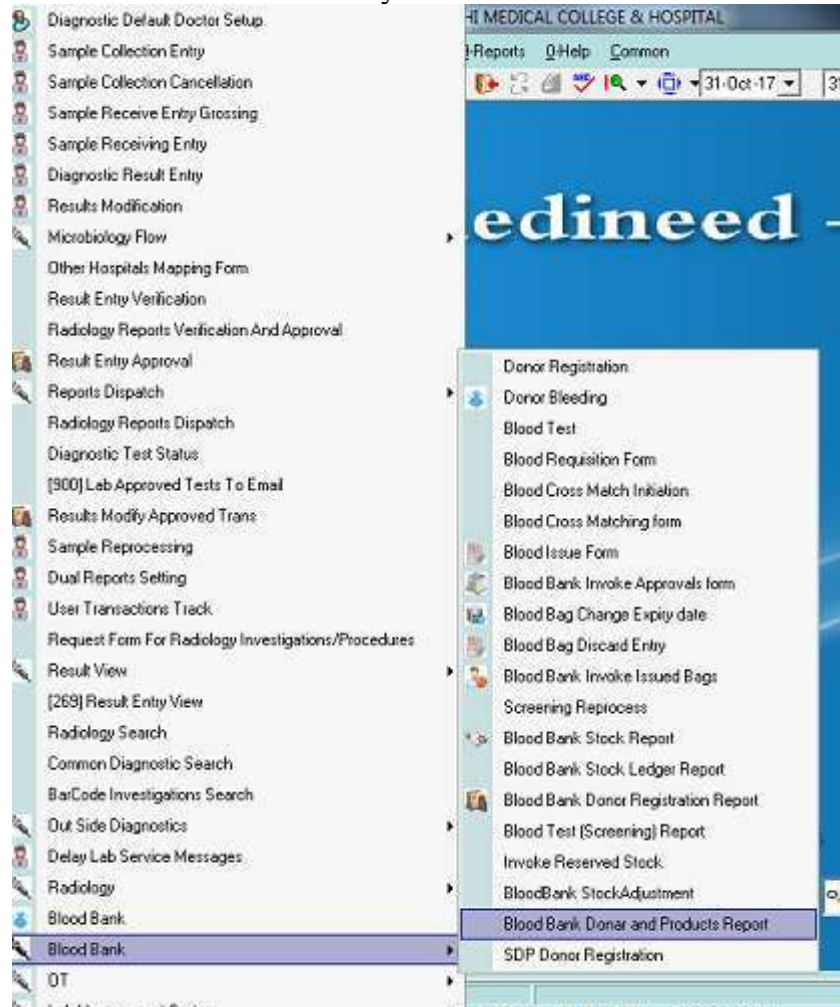 Diagnostic Default Doctor Setup
Sample Collection Entry
Sample Collection Cancellation
Sample Receive Entry Grossing
Sample Receiving Entry
Diagnostic Result Entry
Results Modification
Microbiology Flow
Other Hospitals Mapping Form
Result Entry Verification
Radiology Reports Verification And Approval
Result Entry Approval
Reports Dispatch
Radiology Reports Dispatch
Diagnostic Test Status
[900] Lab Approved Tests To Email
Results Modify Approved Trans
Sample Reprocessing
Dual Reports Setting
User Transactions Track
Request Form For Radiology Investigations/Procedures
Result View
[269] Result Entry View
Radiology Search
Common Diagnostic Search
BarCode Investigations Search
Out Side Diagnostics
Delay Lab Service Messages
Radiology
Blood Bank
Blood Bank
OT
HI MEDICAL COLLEGE & HOSPITAL
-Reports 0-Help Common
31-Oct-17
edineed -
Donor Registration
Donor Bleeding
Blood Test
Blood Requisition Form
Blood Cross Match Initiation
Blood Cross Matching form
Blood Issue Form
Blood Bank Invoke Approvals form
Blood Bag Change Expiry date
Blood Bag Discard Entry
Blood Bank Invoke Issued Bags
Screening Reprocess
Blood Bank Stock Report
Blood Bank Stock Ledger Report
Blood Bank Donor Registration Report
Blood Test (Screening) Report
Invoke Reserved Stock
BloodBank StockAdjustment
Blood Bank Donar and Products Report
SDP Donor Registration